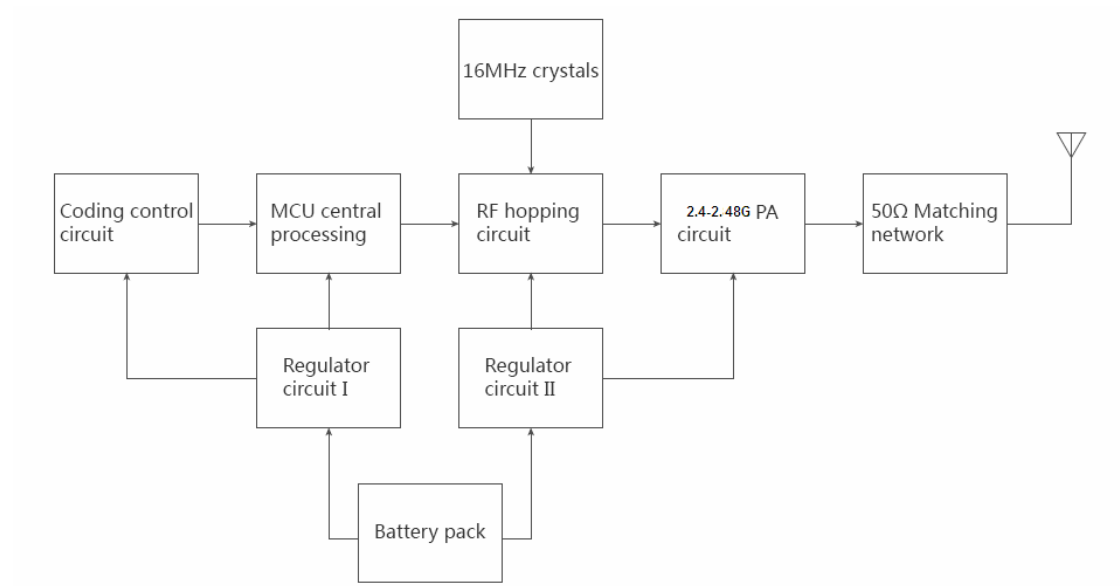 16MHz crystals
Coding control
circuit
MCU central
processing
RF hopping
circuit
2.4-2.48G PA
circuit
50Ω Matching
network
Regulator
circuit I
Regulator
circuit II
Battery pack